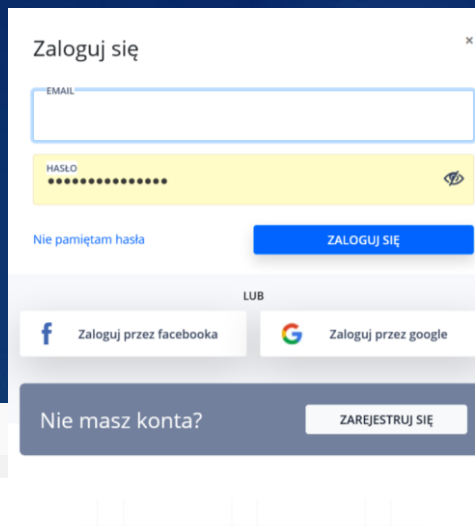 Zaloguj się
×
EMAIL
HASŁO
•••••••••••••••
Nie pamiętam hasła
ZALOGUJ SIĘ
LUB
Zaloguj przez facebooka
Zaloguj przez google
Nie masz konta?
ZAREJESTRUJ SIĘ